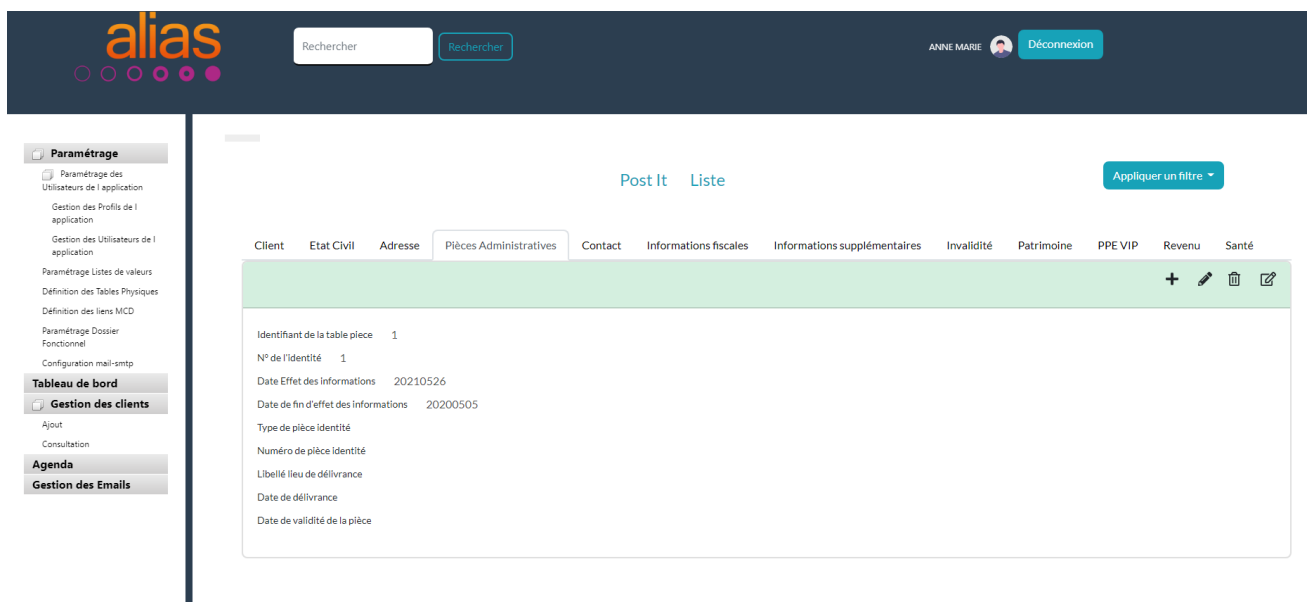 alias
Rechercher
Rechercher
ANNE MARIE
Déconnexion
Paramétrage
Paramétrage des
Utilisateurs de l application
Gestion des Profils de l
application
Gestion des Utilisateurs de l
application
Paramétrage Listes de valeurs
Définition des Tables Physiques
Définition des liens MCD
Paramétrage Dossier
Fonctionnel
Configuration mail-smtp
Tableau de bord
Gestion des clients
Ajout
Consultation
Agenda
Gestion des Emails
Post It Liste
Appliquer un filtre
Client Etat Civil Adresse Pièces Administratives Contact Informations fiscales Informations supplémentaires Invalidité Patrimoine PPE VIP Revenu Santé
Identifiant de la table piece 1
N° de l'identité 1
Date Effet des informations 20210526
Date de fin d'effet des informations 20200505
Type de pièce identité
Numéro de pièce identité
Libellé lieu de délivrance
Date de délivrance
Date de validité de la pièce